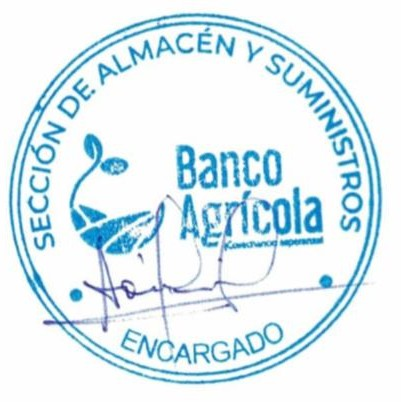 SECCIÓN DE ALMACÉN Y SUMINISTROS
Banco
Agrícola
ENCARGADO